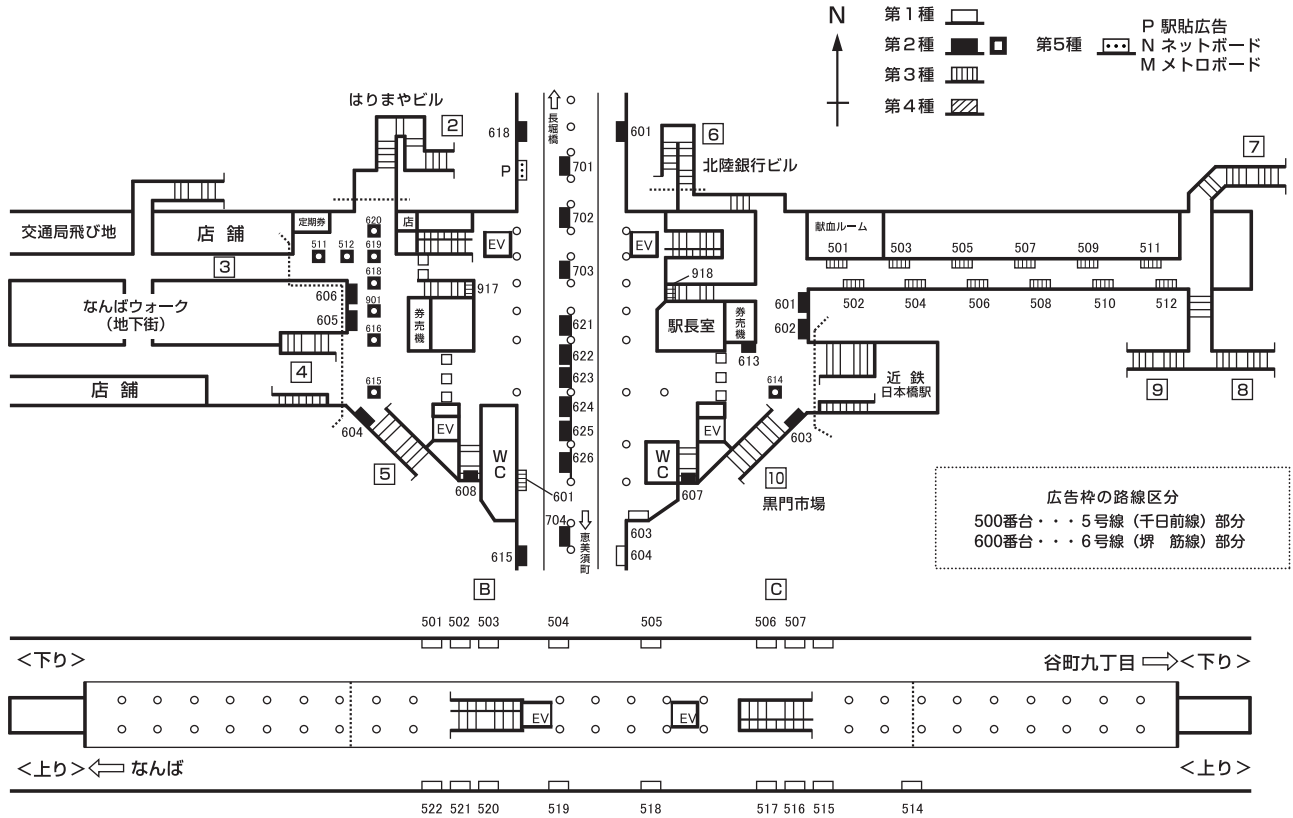 N
第1種
第2種
第3種
第4種
第5種
P 駅貼広告
N ネットボード
M メトロボード
はりまやビル
2
618
長堀橋
601
6
北陸銀行ビル
7
P
701
交通局飛び地
店 舗
定期券
620
店
702
献血ルーム
511
512
619
EV
EV
501
503
505
507
509
511
3
618
703
918
606
なんばウォーク
(地下街)
605
901
917
601
502
504
506
508
510
512
616
券売機
621
駅長室
券売機
602
622
613
4
店 舗
615
623
614
近 鉄
日本橋駅
9
8
604
EV
624
625
EV
603
5
WC
626
WC
10
黒門市場
608
601
607
704
603
615
恵美須町
604
広告枠の路線区分
500番台・・・5号線(千日前線)部分
600番台・・・6号線(堺 筋線)部分
B
C
501
502
503
504
505
506
507
<下り>
谷町九丁目
<下り>
EV
EV
<上り>
なんば
<上り>
522
521
520
519
518
517
516
515
514